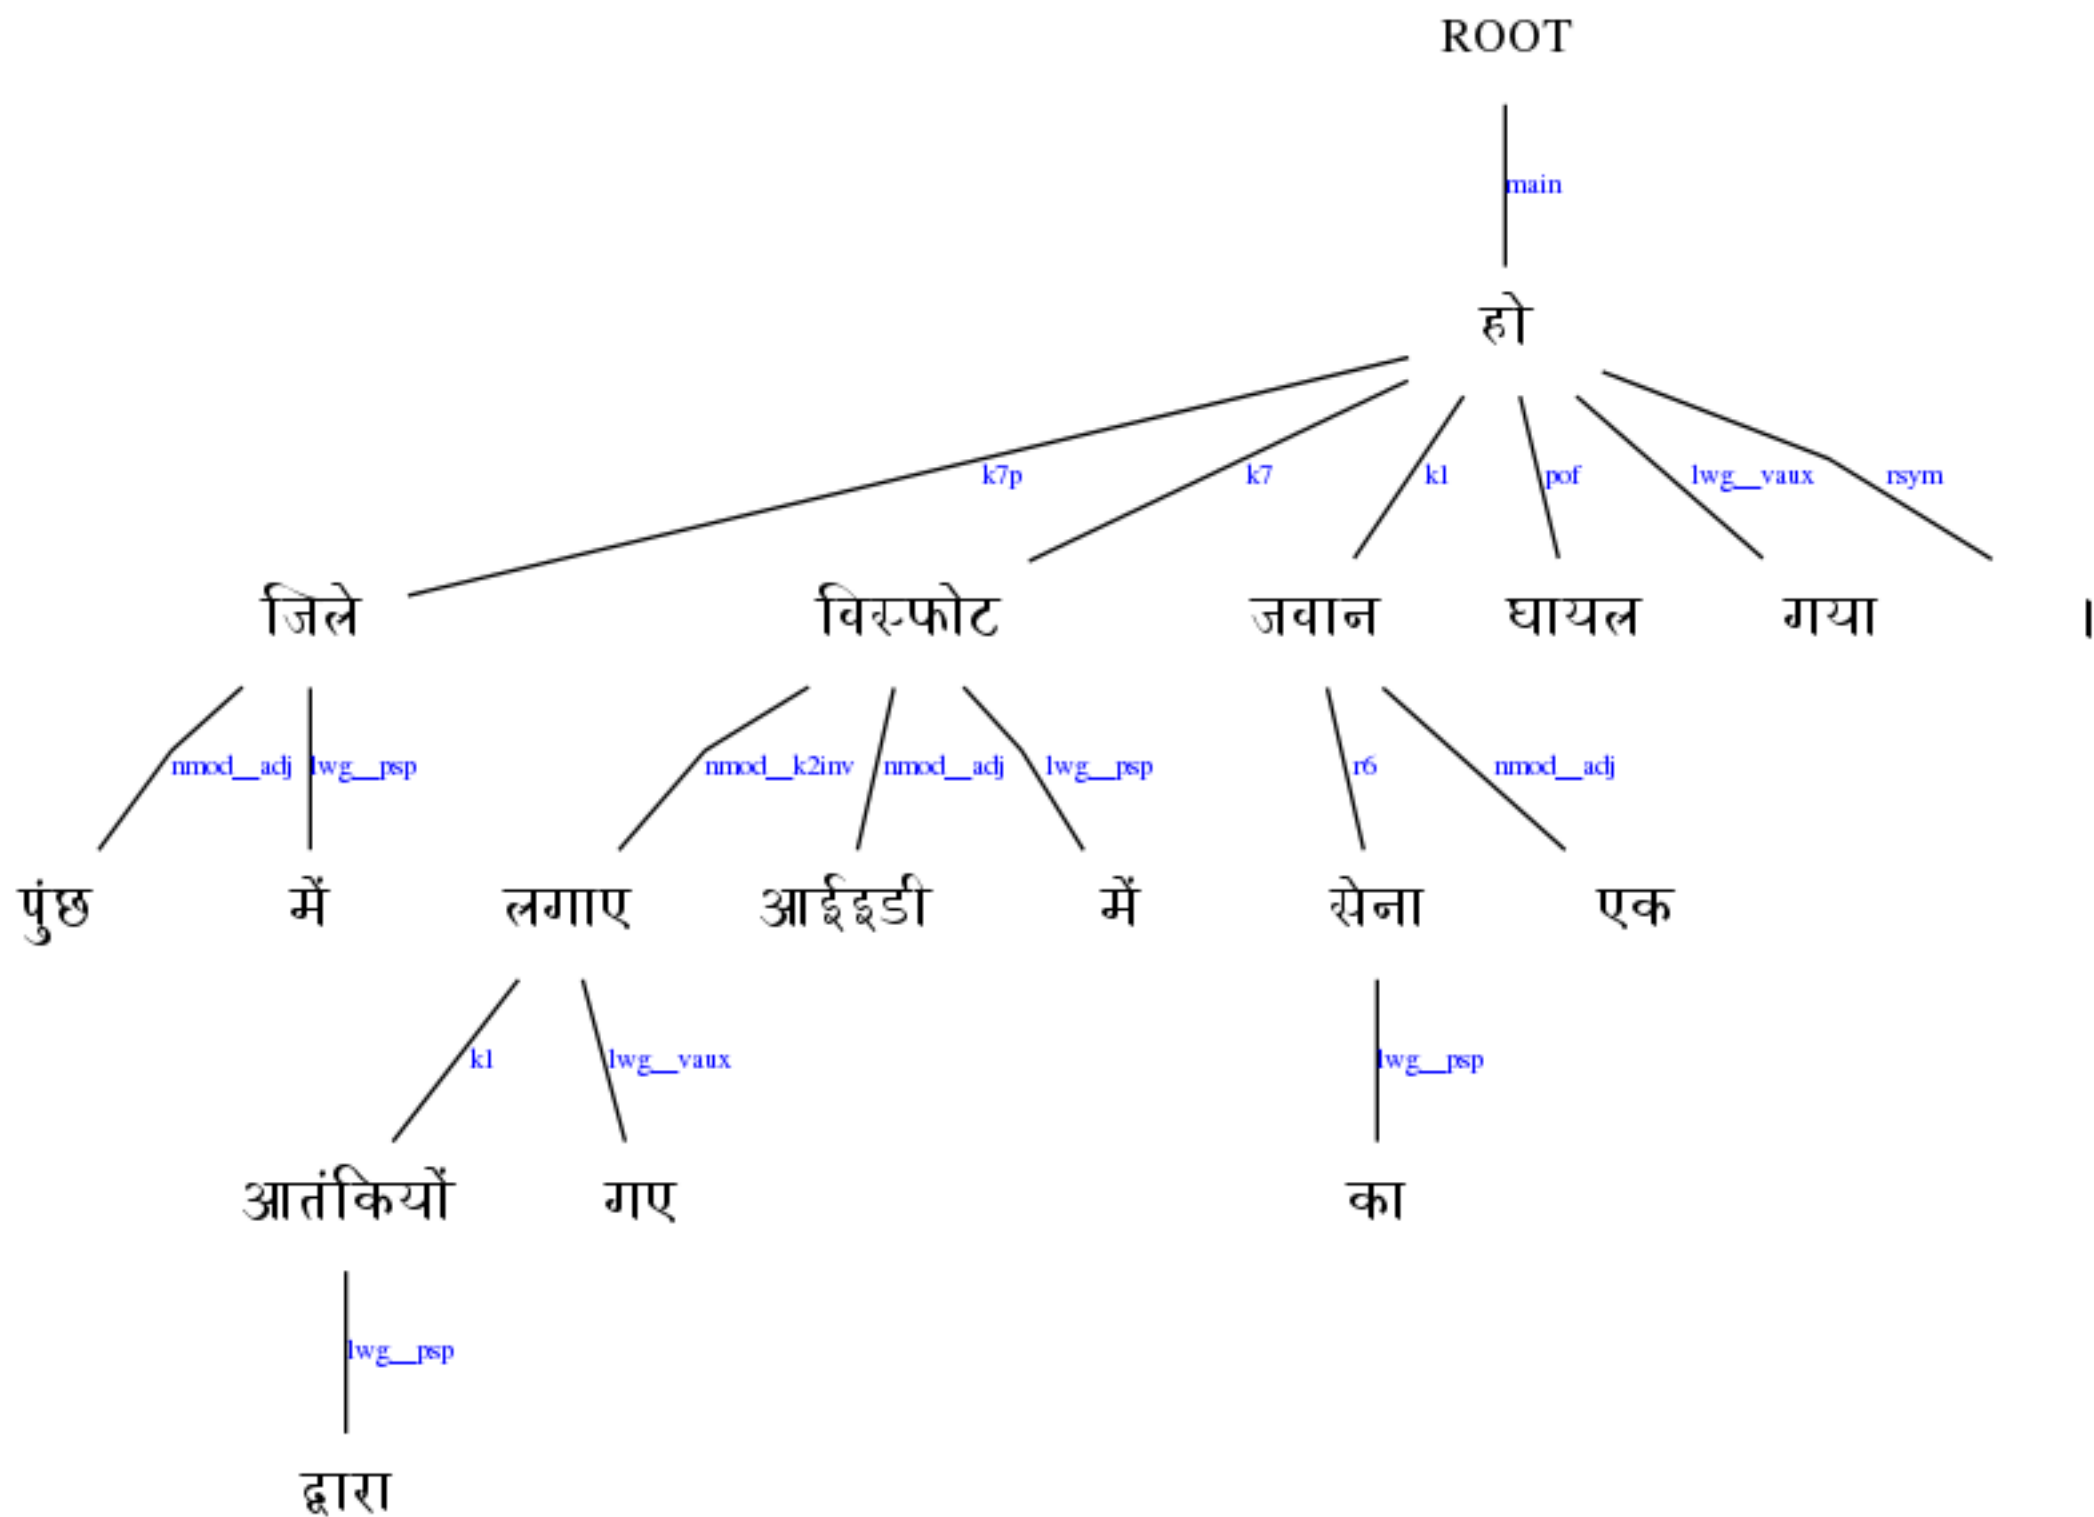 ROOT
main
हो
k7p k7 k1 pof lwg__vaux rsym
जिले विस्फोट जवान घायल गया ।
nmod__adj lwg__psp nmod__k2inv nmod__adj lwg__psp r6 nmod__adj
पुंछ में लगाए आईइडी में सेना एक
k1 lwg__vaux lwg__psp
आतंकियों गए का
lwg__psp
द्वारा